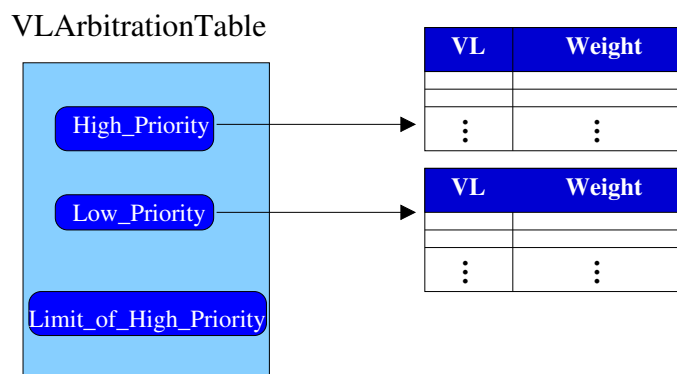 VLArbitrationTable
High_Priority
Low_Priority
Limit_of_High_Priority
VL Weight
⋮ ⋮
VL Weight
⋮ ⋮